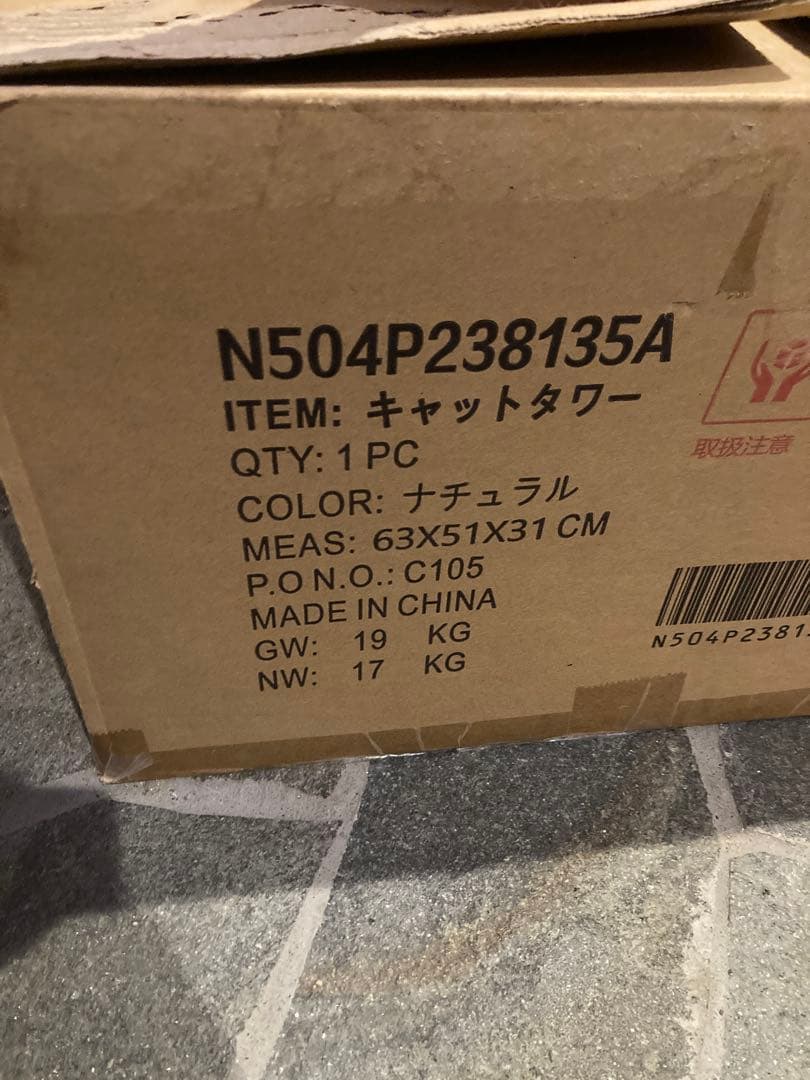 N504P238135A
ITEM: キャットタワー
QTY: 1 PC
COLOR: ナチュラル
MEAS: 63X51X31 CM
P.O N.O.: C105
MADE IN CHINA
GW: 19 KG
NW: 17 KG
取扱注意
N504P2381